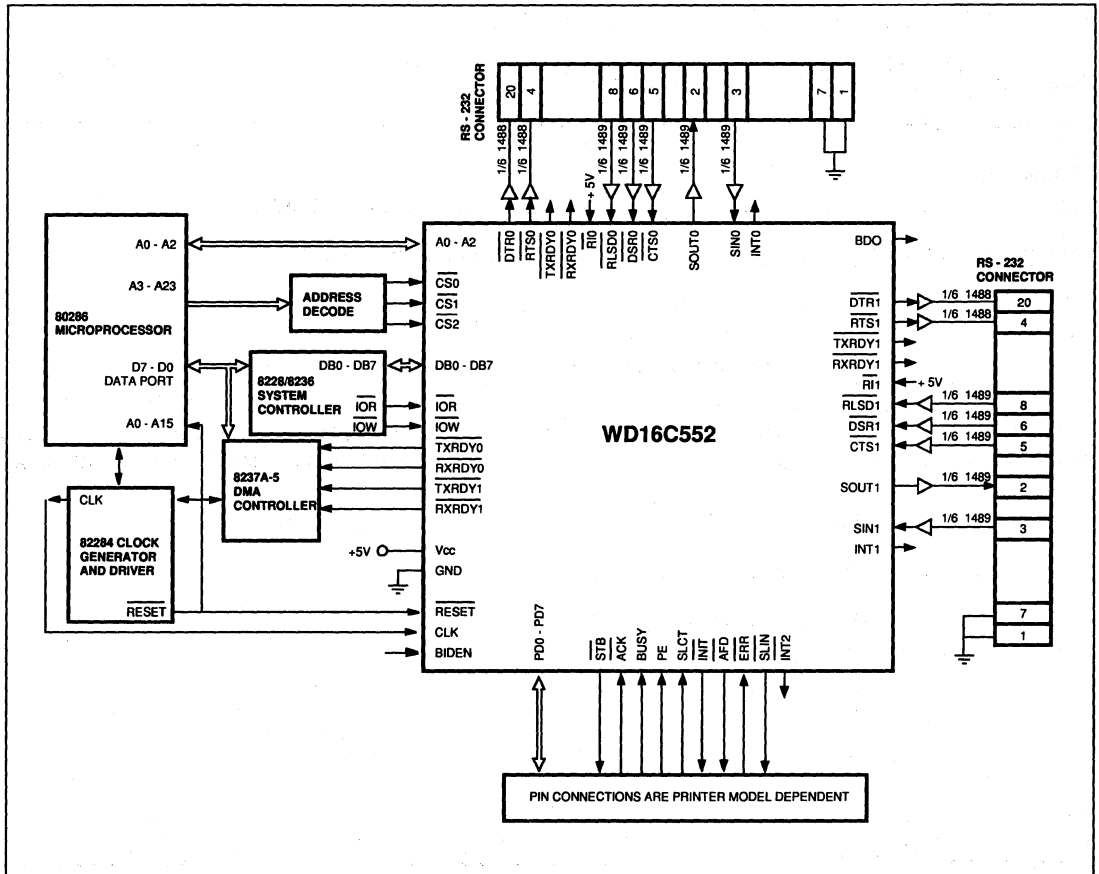 RS - 232
CONNECTOR
20
4
8
6
5
2
3
7
1
1/6 1488
1/6 1488
1/6 1489
1/6 1489
1/6 1489
1/6 1489
1/6 1489
+ 5V
DTR0
RTS0
TXRDY0
RXRDY0
RI0
RLSD0
DSR0
CTS0
SOUT0
SIN0
INT0
80286
MICROPROCESSOR
A0 - A2
A3 - A23
D7 - D0
DATA PORT
A0 - A15
ADDRESS
DECODE
8228/8236
SYSTEM
CONTROLLER
DB0 - DB7
IOR
IOW
8237A-5
DMA
CONTROLLER
CLK
82284 CLOCK
GENERATOR
AND DRIVER
RESET
+5V
A0 - A2
CS0
CS1
CS2
DB0 - DB7
IOR
IOW
TXRDY0
RXRDY0
TXRDY1
RXRDY1
Vcc
GND
RESET
CLK
BIDEN
WD16C552
BDO
DTR1
RTS1
TXRDY1
RXRDY1
RI1
RLSD1
DSR1
CTS1
SOUT1
SIN1
INT1
RS - 232
CONNECTOR
1/6 1488
20
1/6 1488
4
+ 5V
1/6 1489
8
1/6 1489
6
1/6 1489
5
1/6 1489
2
1/6 1489
3
7
1
PD0 - PD7
STB
ACK
BUSY
PE
SLCT
INIT
AFD
ERR
SLIN
INT2
PIN CONNECTIONS ARE PRINTER MODEL DEPENDENT